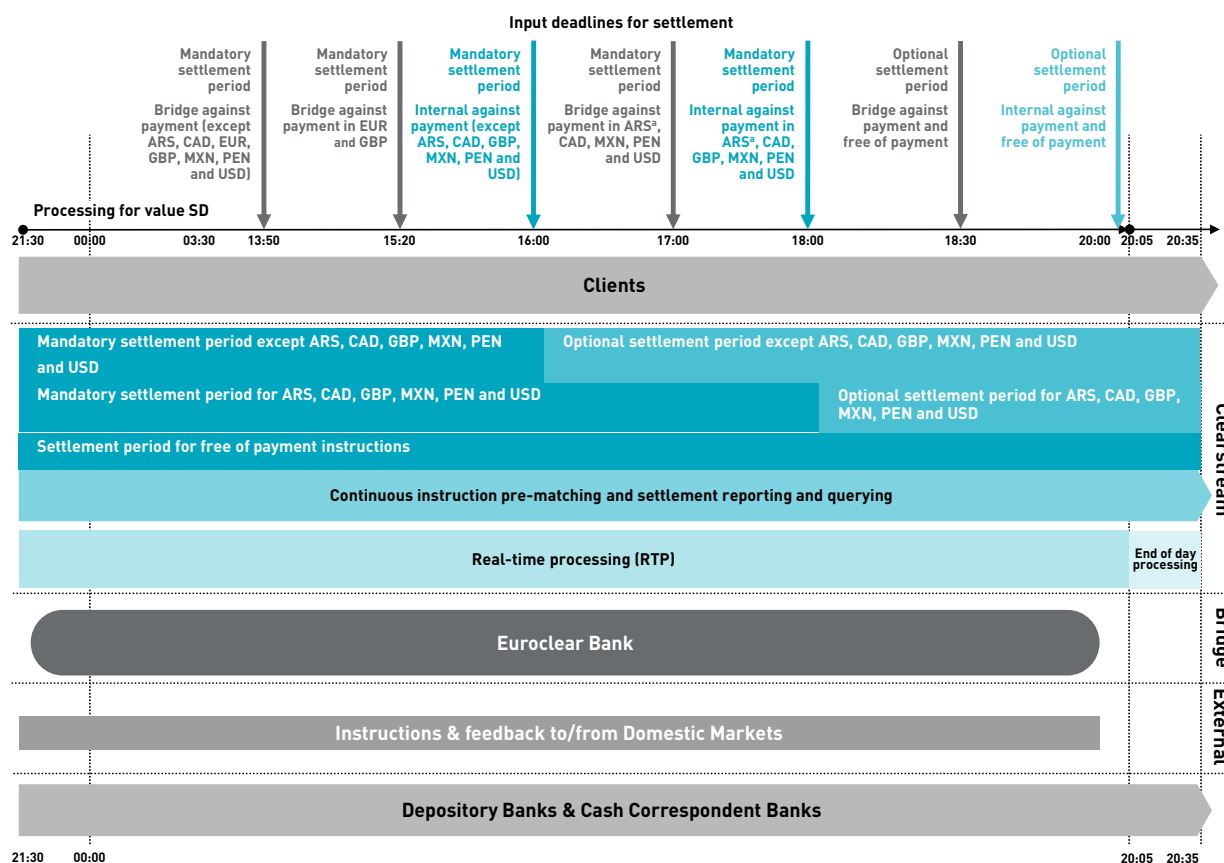 Input deadlines for settlement
Mandatory
settlement
period
Bridge against
payment (except
ARS, CAD, EUR,
GBP, MXN, PEN
and USD)
Mandatory
settlement
period
Bridge against
payment in EUR
and GBP
Mandatory
settlement
period
Internal against
payment (except
ARS, CAD, GBP,
MXN, PEN and
USD)
Mandatory
settlement
period
Bridge against
payment in ARSª,
CAD, MXN, PEN
and USD
Mandatory
settlement
period
Internal against
payment in
ARSª, CAD,
GBP, MXN, PEN
and USD
Optional
settlement
period
Bridge against
payment and
free of payment
Optional
settlement
period
Internal against
payment and
free of payment
Processing for value SD
21:30 00:00 03:30 13:50 15:20 16:00 17:00 18:00 18:30 20:00 20:05 20:35
Clients
Mandatory settlement period except ARS, CAD, GBP, MXN, PEN
and USD
Optional settlement period except ARS, CAD, GBP, MXN, PEN and USD
Mandatory settlement period for ARS, CAD, GBP, MXN, PEN and USD
Optional settlement period for ARS, CAD, GBP,
MXN, PEN and USD
Settlement period for free of payment instructions
Continuous instruction pre-matching and settlement reporting and querying
Real-time processing (RTP)
End of day
processing
Clearstream
Euroclear Bank
Bridge
Instructions & feedback to/from Domestic Markets
External
Depository Banks & Cash Correspondent Banks
21:30 00:00 20:05 20:35